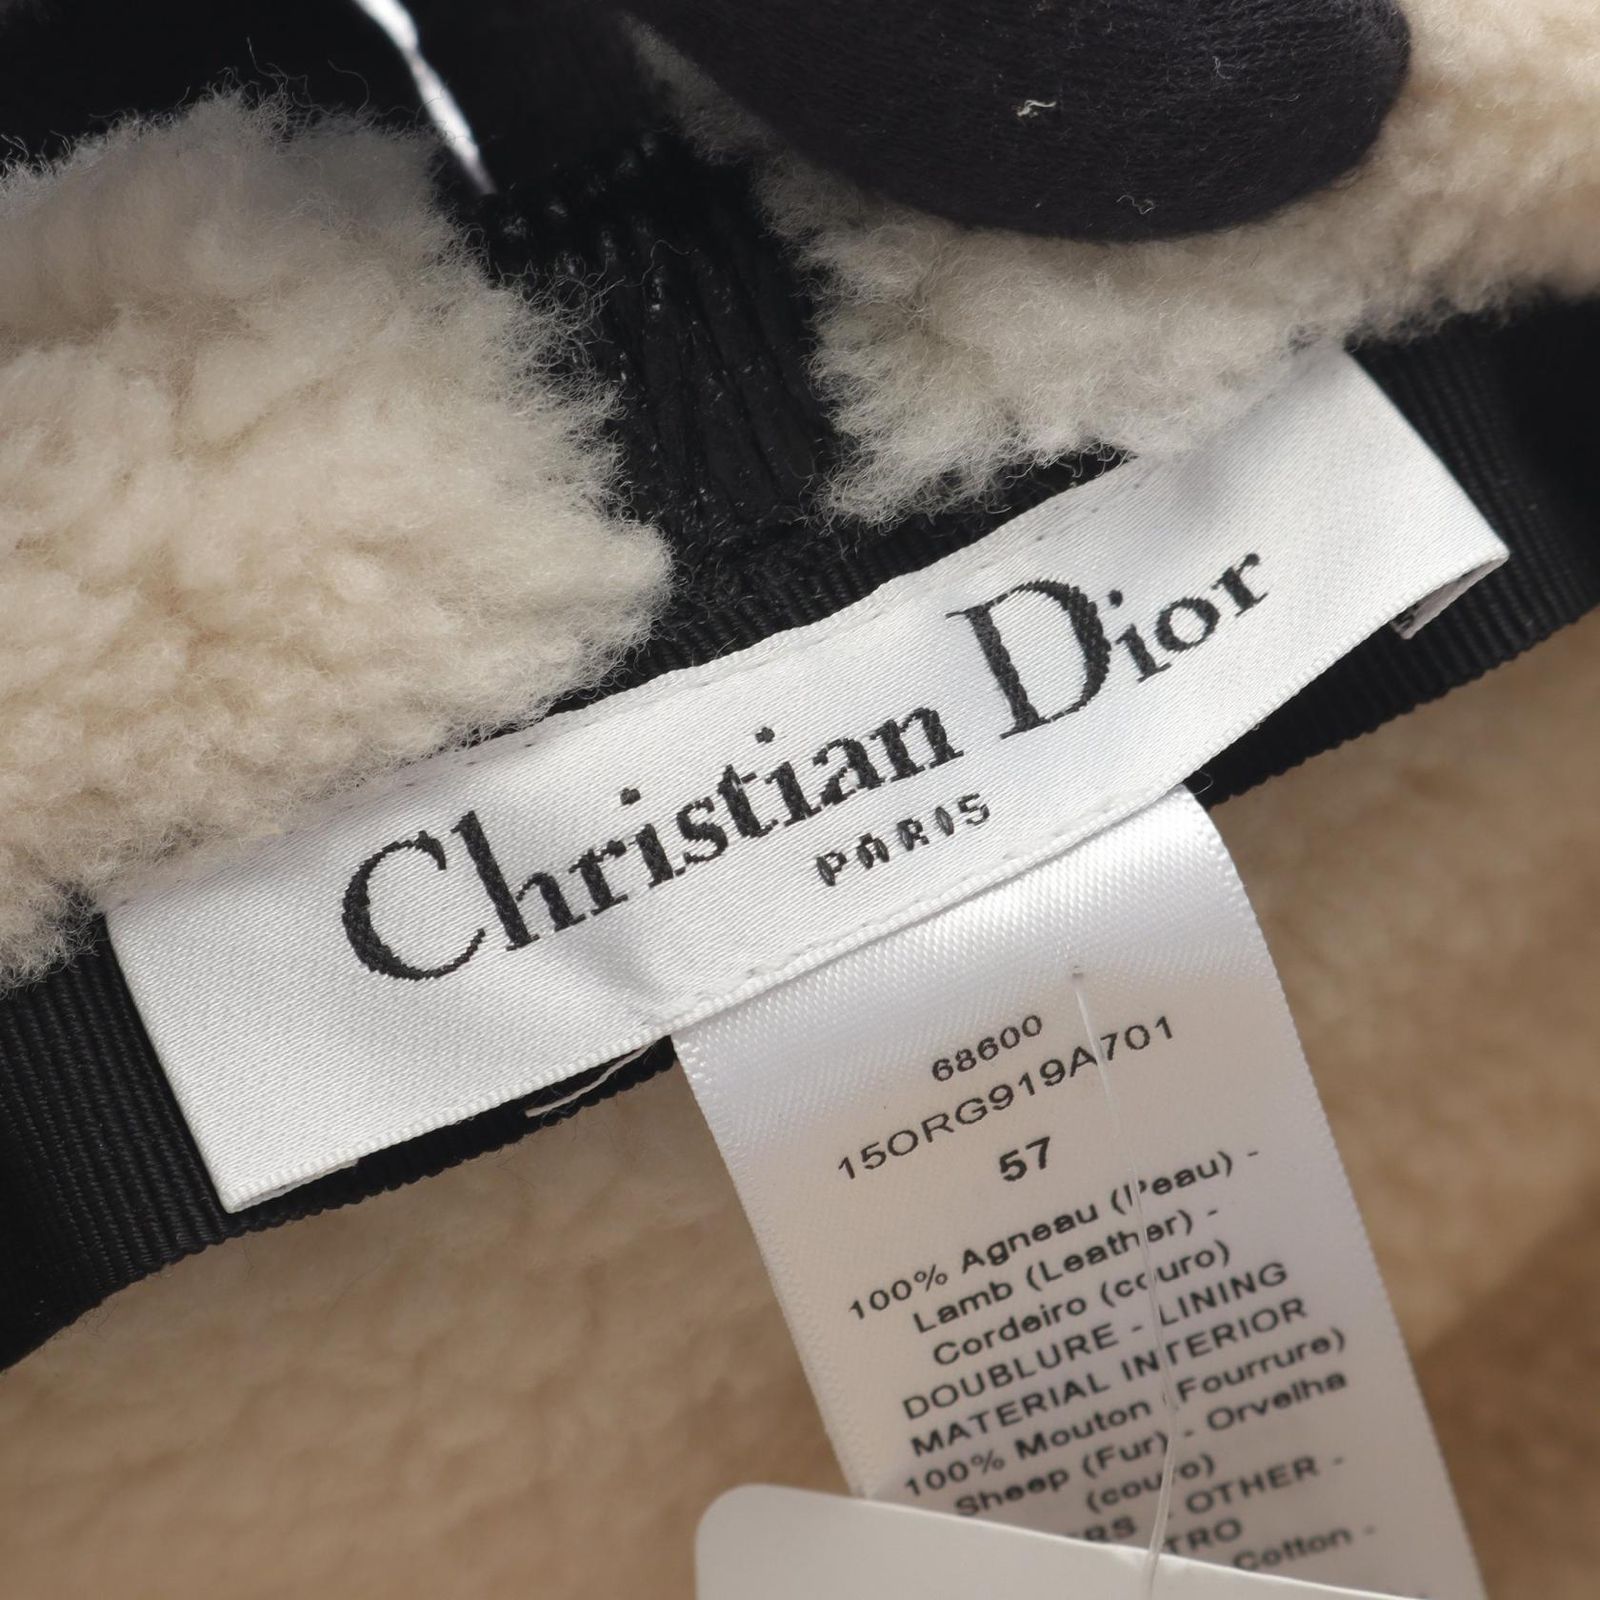 Christian Dior
PARIS
68600
15ORG919A701
57
100% Agneau (Peau) -
Lamb (Leather) -
Cordeiro (couro)
DOUBLURE - LINING
MATERIAL INTERIOR
100% Mouton (Fourrure)
Sheep (Fur) - Orvelha
(couro)
OTHER -
Cotton -